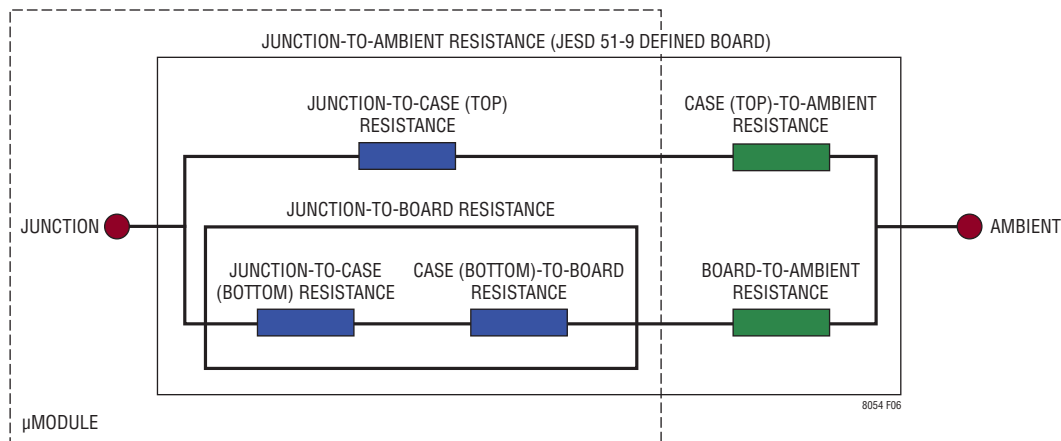 JUNCTION-TO-AMBIENT RESISTANCE (JESD 51-9 DEFINED BOARD)
JUNCTION-TO-CASE (TOP)
RESISTANCE
CASE (TOP)-TO-AMBIENT
RESISTANCE
JUNCTION
JUNCTION-TO-BOARD RESISTANCE
AMBIENT
JUNCTION-TO-CASE
(BOTTOM) RESISTANCE
CASE (BOTTOM)-TO-BOARD
RESISTANCE
BOARD-TO-AMBIENT
RESISTANCE
8054 F06
µMODULE